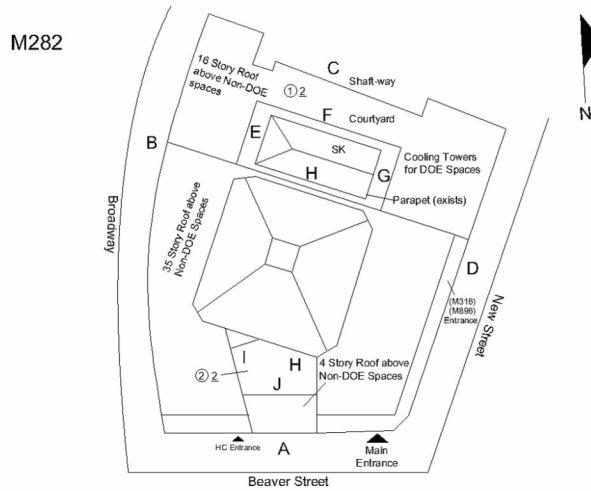 M282
16 Story Roof
above Non-DOE
spaces
C
Shaft-way
① 2
F
Courtyard
N
E
SK
B
Cooling Towers
for DOE Spaces
G
H
Parapet (exists)
Broadway
35 Story Roof above
Non-DOE Spaces
D
(M316)
(M896)
Entrance
New Street
I
H
4 Story Roof above
Non-DOE Spaces
② 2
J
HC Entrance
A
Main
Entrance
Beaver Street